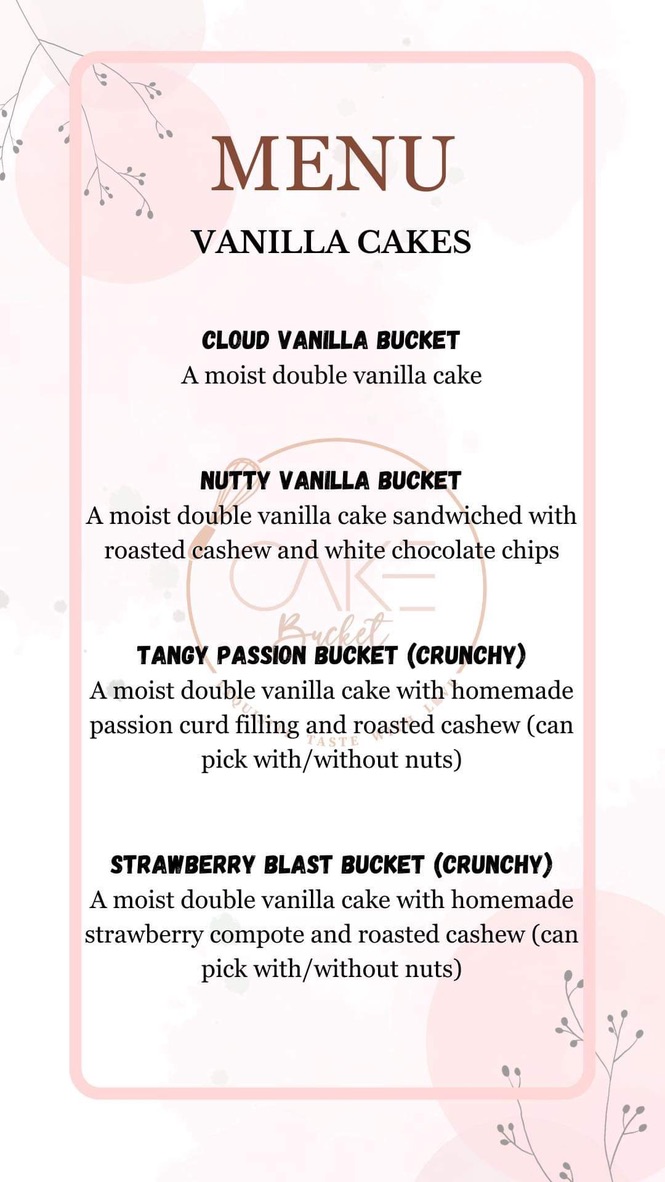 MENU
VANILLA CAKES
CLOUD VANILLA BUCKET
A moist double vanilla cake
NUTTY VANILLA BUCKET
A moist double vanilla cake sandwiched with
roasted cashew and white chocolate chips
CAKE
Bucket
TANGY PASSION BUCKET (CRUNCHY)
A moist double vanilla cake with homemade
passion curd filling and roasted cashew (can
pick with/without nuts)
TASTE
STRAWBERRY BLAST BUCKET (CRUNCHY)
A moist double vanilla cake with homemade
strawberry compote and roasted cashew (can
pick with/without nuts)